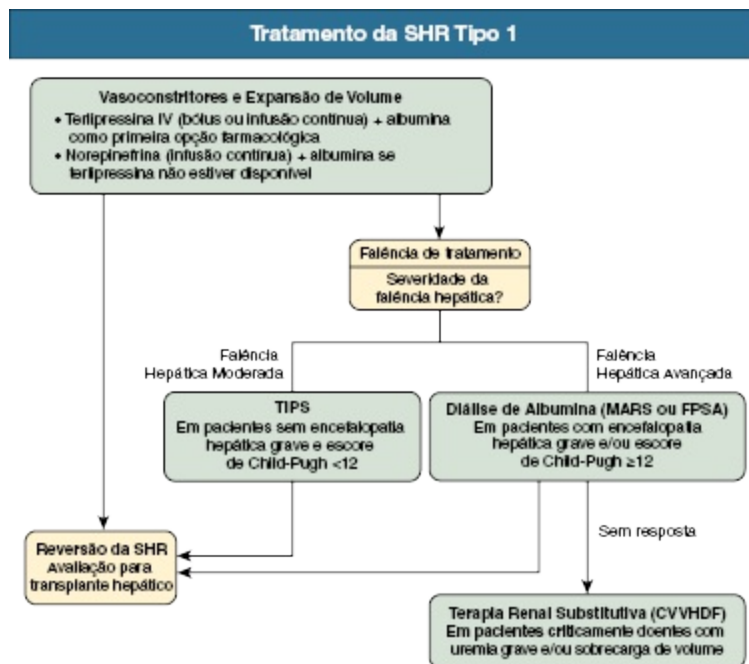 Tratamento da SHR Tipo 1
Vasoconstritores e Expansão de Volume
• Terlipressina IV (bólus ou infusão contínua) + albumina
como primeira opção farmacológica
• Norepinefrina (infusão contínua) + albumina se
terlipressina não estiver disponível
Falência de tratamento
Severidade da
falência hepática?
Falência
Hepática Moderada
Falência
Hepática Avançada
TIPS
Em pacientes sem encefalopatia
hepática grave e escore
de Child-Pugh <12
Diálise de Albumina (MARS ou FPSA)
Em pacientes com encefalopatia
hepática grave e/ou escore
de Child-Pugh ≥12
Sem resposta
Reversão da SHR
Avaliação para
transplante hepático
Terapia Renal Substitutiva (CVVHDF)
Em pacientes criticamente doentes com
uremia grave e/ou sobrecarga de volume